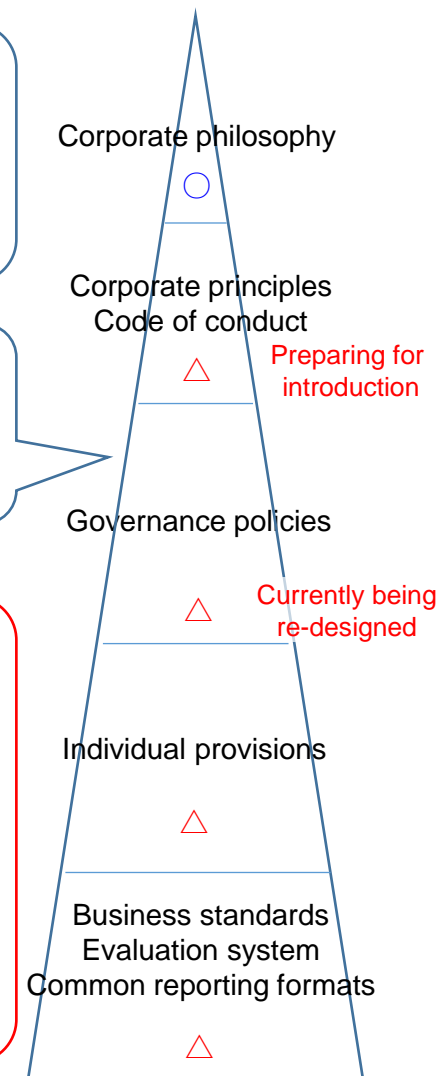 Corporate philosophy
○
Corporate principles
Code of conduct
△
Preparing for
introduction
Governance policies
△
Currently being
re-designed
Individual provisions
△
Business standards
Evaluation system
Common reporting formats
△